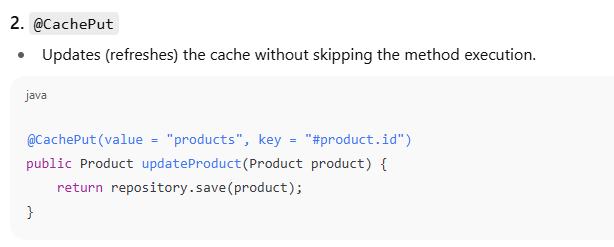 2. @CachePut
• Updates (refreshes) the cache without skipping the method execution.
java
@CachePut(value = "products", key = "#product.id")
public Product updateProduct(Product product) {
    return repository.save(product);
}